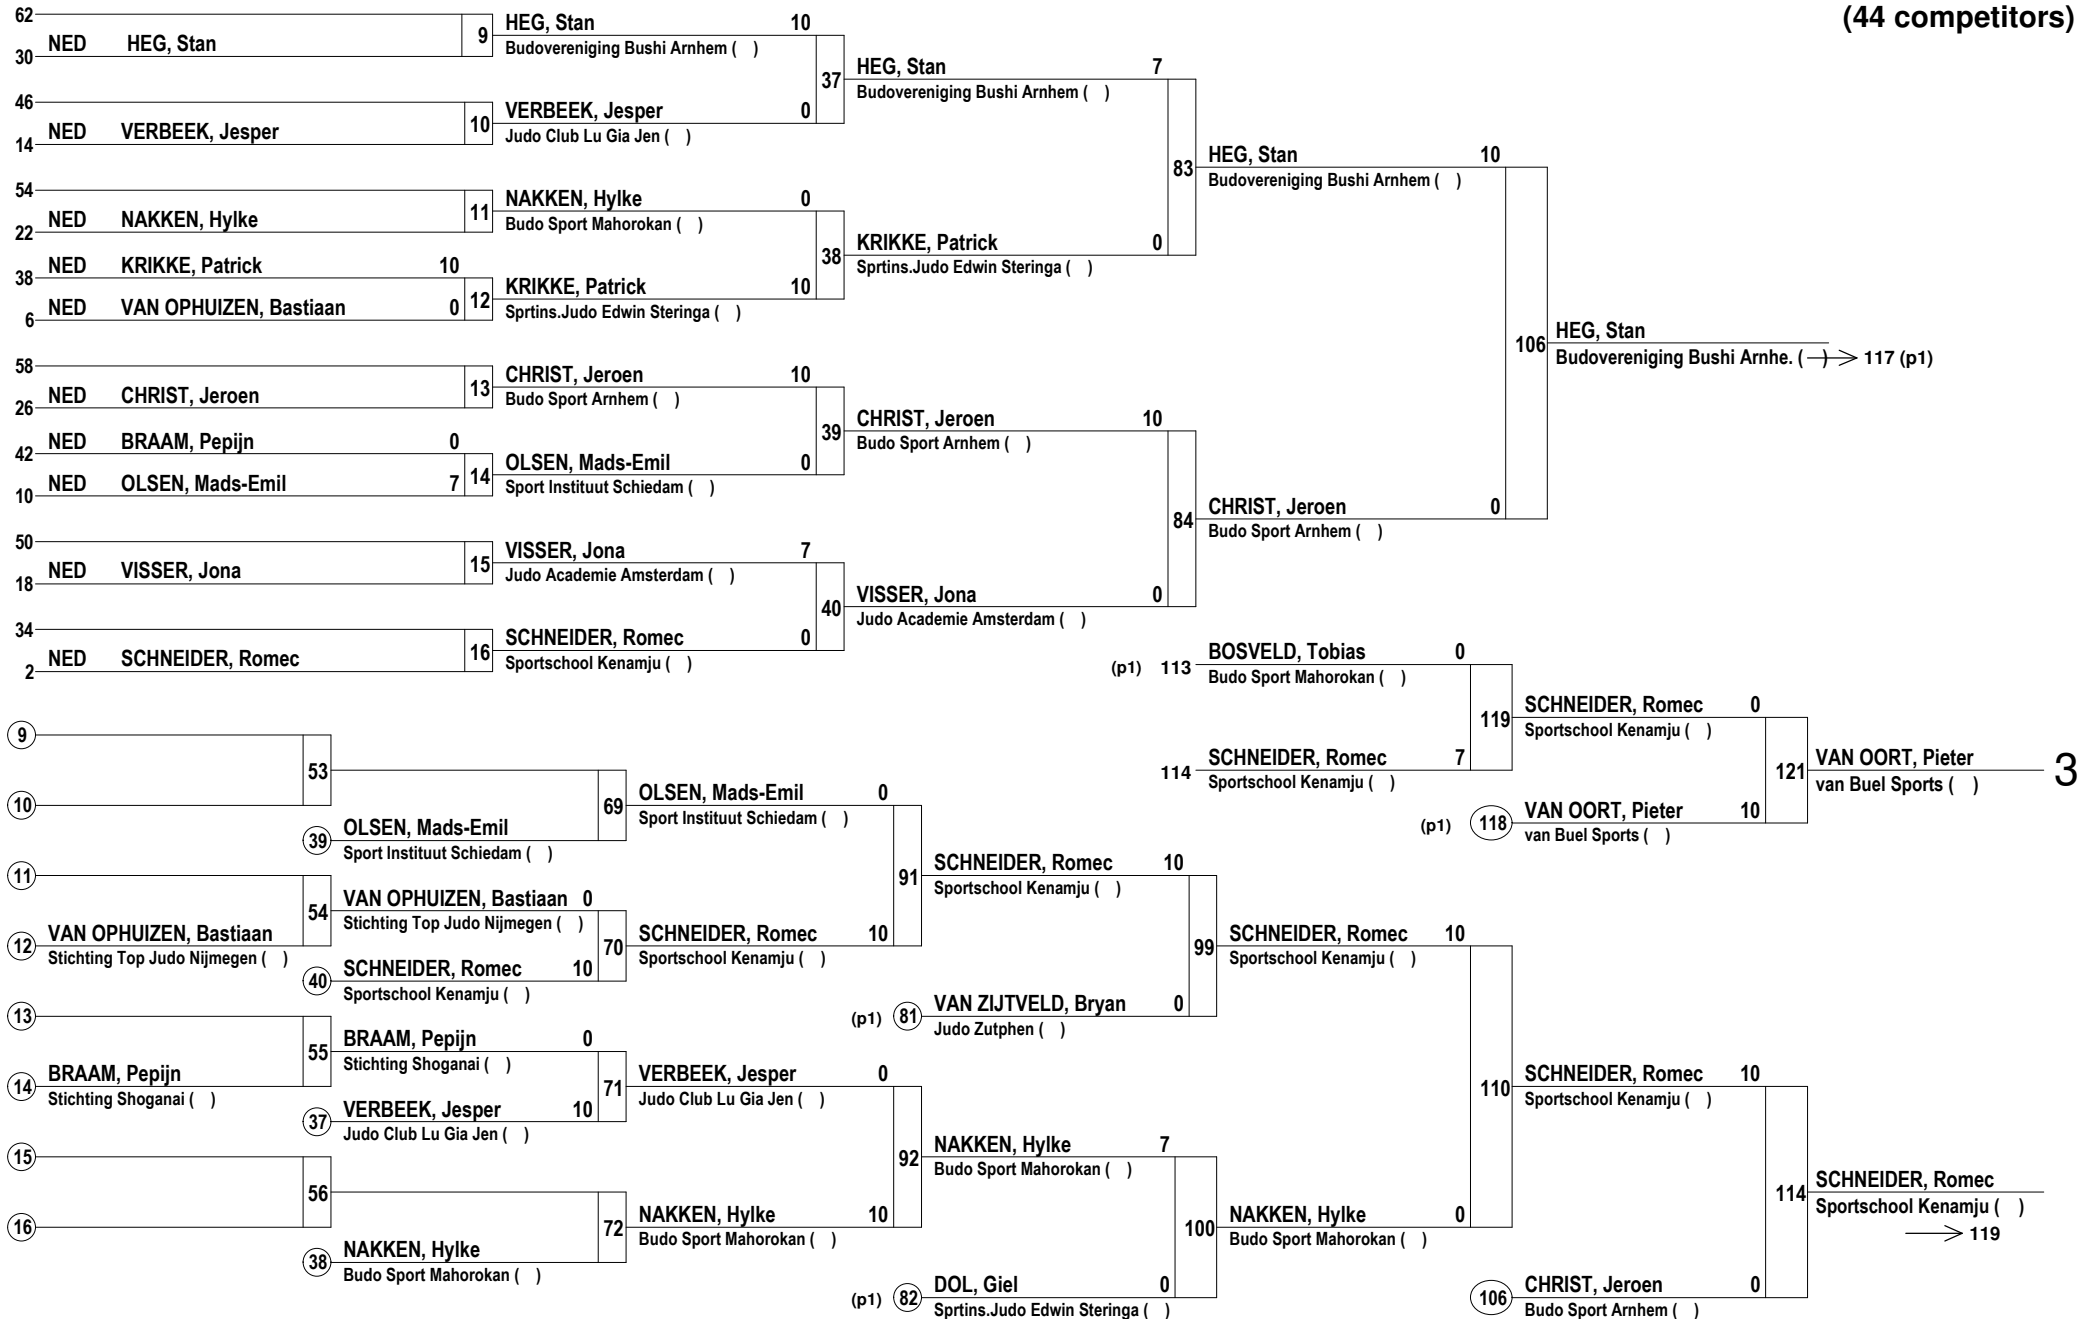 (44 competitors)
62
NED HEG, Stan
30
9
HEG, Stan 10
Budovereniging Bushi Arnhem ( )
46
NED VERBEEK, Jesper
14
10
VERBEEK, Jesper 0
Judo Club Lu Gia Jen ( )
37
HEG, Stan 7
Budovereniging Bushi Arnhem ( )
54
NED NAKKEN, Hylke
22
11
NAKKEN, Hylke 0
Budo Sport Mahorokan ( )
NED KRIKKE, Patrick 10
38
NED VAN OPHUIZEN, Bastiaan 0
6
12
KRIKKE, Patrick 10
Sprtins.Judo Edwin Steringa ( )
38
KRIKKE, Patrick 0
Sprtins.Judo Edwin Steringa ( )
83
HEG, Stan 10
Budovereniging Bushi Arnhem ( )
58
NED CHRIST, Jeroen
26
13
CHRIST, Jeroen 10
Budo Sport Arnhem ( )
NED BRAAM, Pepijn 0
42
NED OLSEN, Mads-Emil 7
10
14
OLSEN, Mads-Emil 0
Sport Instituut Schiedam ( )
39
CHRIST, Jeroen 10
Budo Sport Arnhem ( )
50
NED VISSER, Jona
18
15
VISSER, Jona 7
Judo Academie Amsterdam ( )
34
NED SCHNEIDER, Romec
2
16
SCHNEIDER, Romec 0
Sportschool Kenamju ( )
40
VISSER, Jona 0
Judo Academie Amsterdam ( )
84
CHRIST, Jeroen 0
Budo Sport Arnhem ( )
106
HEG, Stan
Budovereniging Bushi Arnhe. ( ) 117 (p1)
(p1) 113
BOSVELD, Tobias 0
Budo Sport Mahorokan ( )
114
SCHNEIDER, Romec 7
Sportschool Kenamju ( )
119
SCHNEIDER, Romec 0
Sportschool Kenamju ( )
(p1) 118
VAN OORT, Pieter 10
van Buel Sports ( )
121
VAN OORT, Pieter
van Buel Sports ( )
3
9
10
53
39
OLSEN, Mads-Emil
Sport Instituut Schiedam ( )
69
OLSEN, Mads-Emil 0
Sport Instituut Schiedam ( )
11
12
VAN OPHUIZEN, Bastiaan
Stichting Top Judo Nijmegen ( )
54
VAN OPHUIZEN, Bastiaan 0
Stichting Top Judo Nijmegen ( )
40
SCHNEIDER, Romec 10
Sportschool Kenamju ( )
70
SCHNEIDER, Romec 10
Sportschool Kenamju ( )
91
SCHNEIDER, Romec 10
Sportschool Kenamju ( )
(p1) 81
VAN ZIJTVELD, Bryan 0
Judo Zutphen ( )
99
SCHNEIDER, Romec 10
Sportschool Kenamju ( )
13
14
BRAAM, Pepijn
Stichting Shoganai ( )
55
BRAAM, Pepijn 0
Stichting Shoganai ( )
37
VERBEEK, Jesper 10
Judo Club Lu Gia Jen ( )
71
VERBEEK, Jesper 0
Judo Club Lu Gia Jen ( )
15
16
56
38
NAKKEN, Hylke
Budo Sport Mahorokan ( )
72
NAKKEN, Hylke 10
Budo Sport Mahorokan ( )
92
NAKKEN, Hylke 7
Budo Sport Mahorokan ( )
(p1) 82
DOL, Giel 0
Sprtins.Judo Edwin Steringa ( )
100
NAKKEN, Hylke 0
Budo Sport Mahorokan ( )
110
SCHNEIDER, Romec 10
Sportschool Kenamju ( )
106
CHRIST, Jeroen 0
Budo Sport Arnhem ( )
114
SCHNEIDER, Romec
Sportschool Kenamju ( )
119